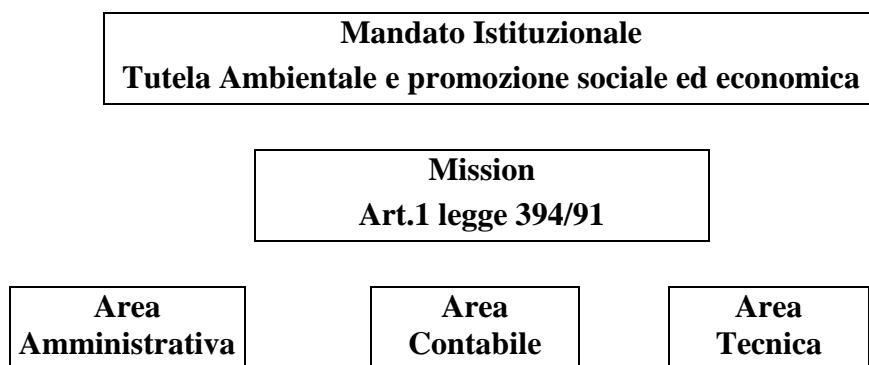 Mandato Istituzionale
Tutela Ambientale e promozione sociale ed economica
Mission
Art.1 legge 394/91
Area
Amministrativa
Area
Contabile
Area
Tecnica